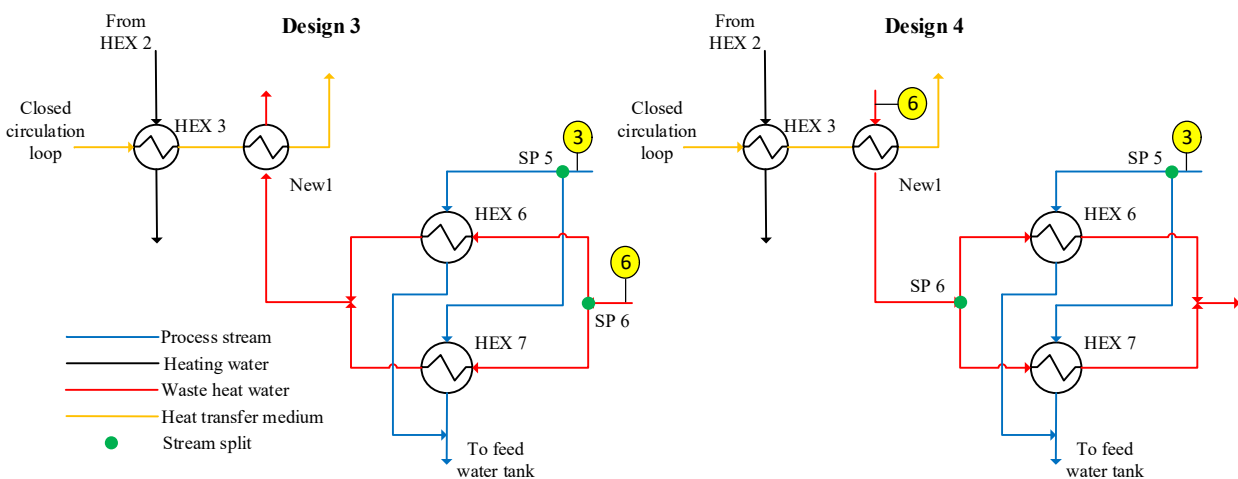 Design 3
From
HEX 2
Closed
circulation
loop
HEX 3
New1
SP 5
3
HEX 6
6
SP 6
HEX 7
To feed
water tank
Process stream
Heating water
Waste heat water
Heat transfer medium
Stream split
Design 4
From
HEX 2
Closed
circulation
loop
HEX 3
6
New1
SP 5
3
HEX 6
SP 6
HEX 7
To feed
water tank